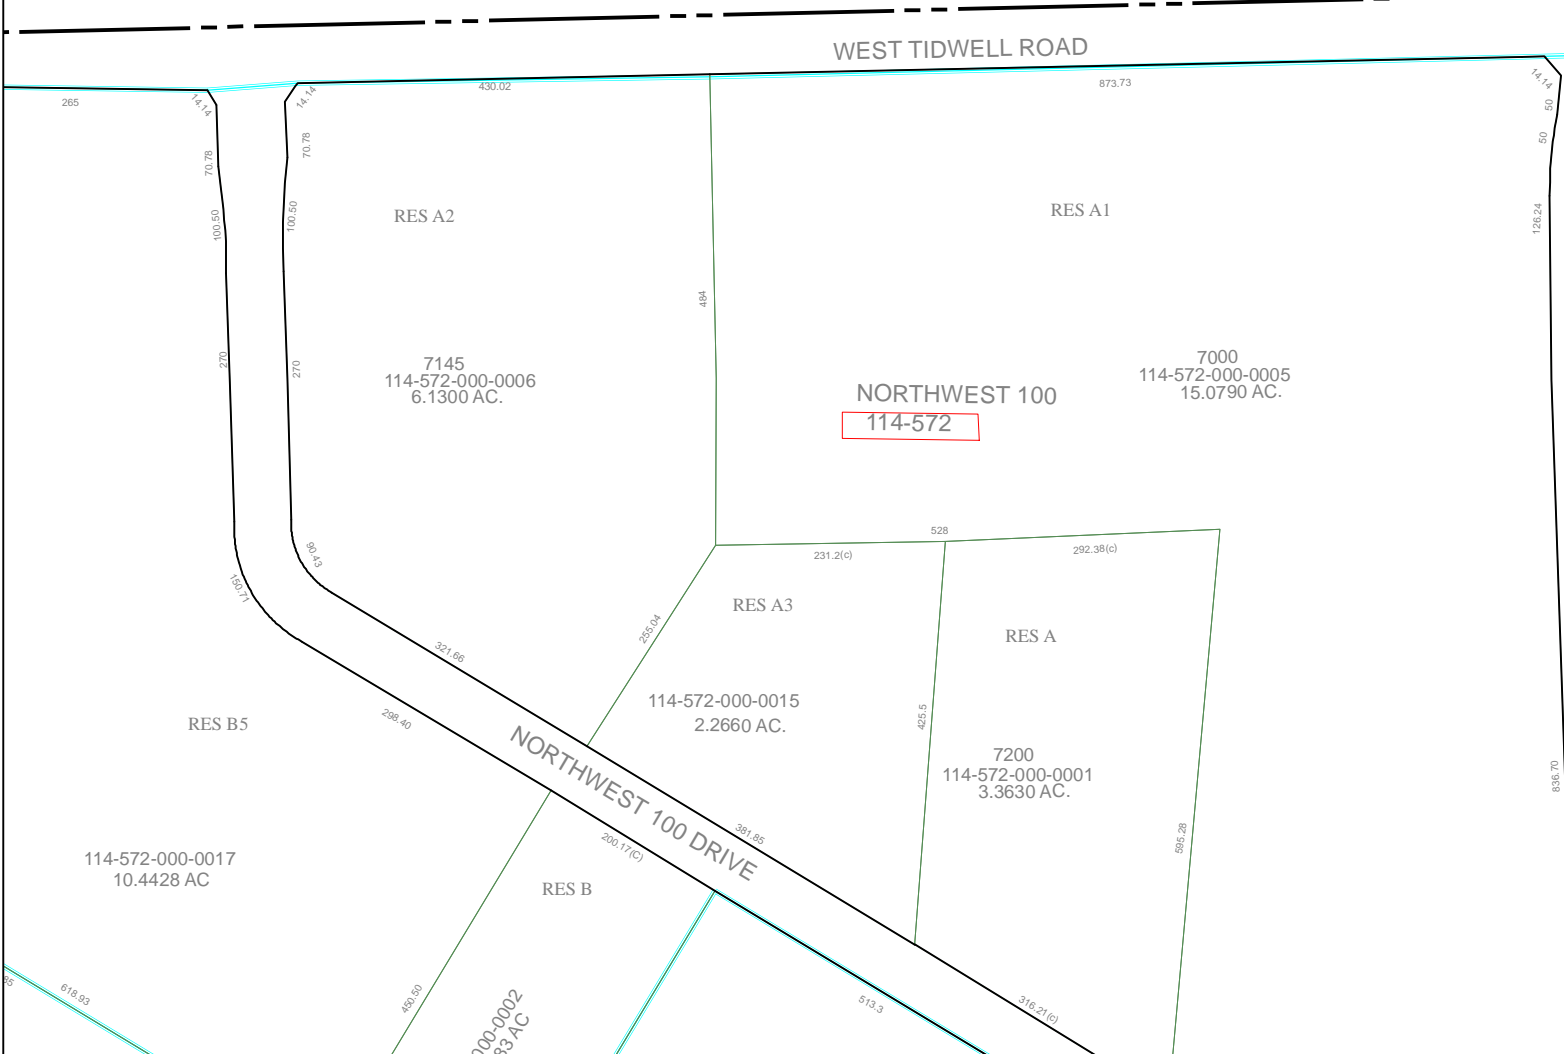 WEST TIDWELL ROAD
265
14.14
14.14
430.02
873.73
14.14
50
50
70.78
70.78
100.50
100.50
126.24
RES A2
RES A1
484
270
270
7145
114-572-000-0006
6.1300 AC.
NORTHWEST 100
114-572
7000
114-572-000-0005
15.0790 AC.
528
231.2(c)
292.38(c)
90.43
150.71
255.04
RES A3
RES A
321.66
298.40
RES B5
114-572-000-0015
2.2660 AC.
425.5
7200
114-572-000-0001
3.3630 AC.
836.70
595.28
NORTHWEST 100 DRIVE
381.85
200.17(C)
114-572-000-0017
10.4428 AC
RES B
85
618.93
450.50
000-0002
83 AC
513.3
316.21(c)